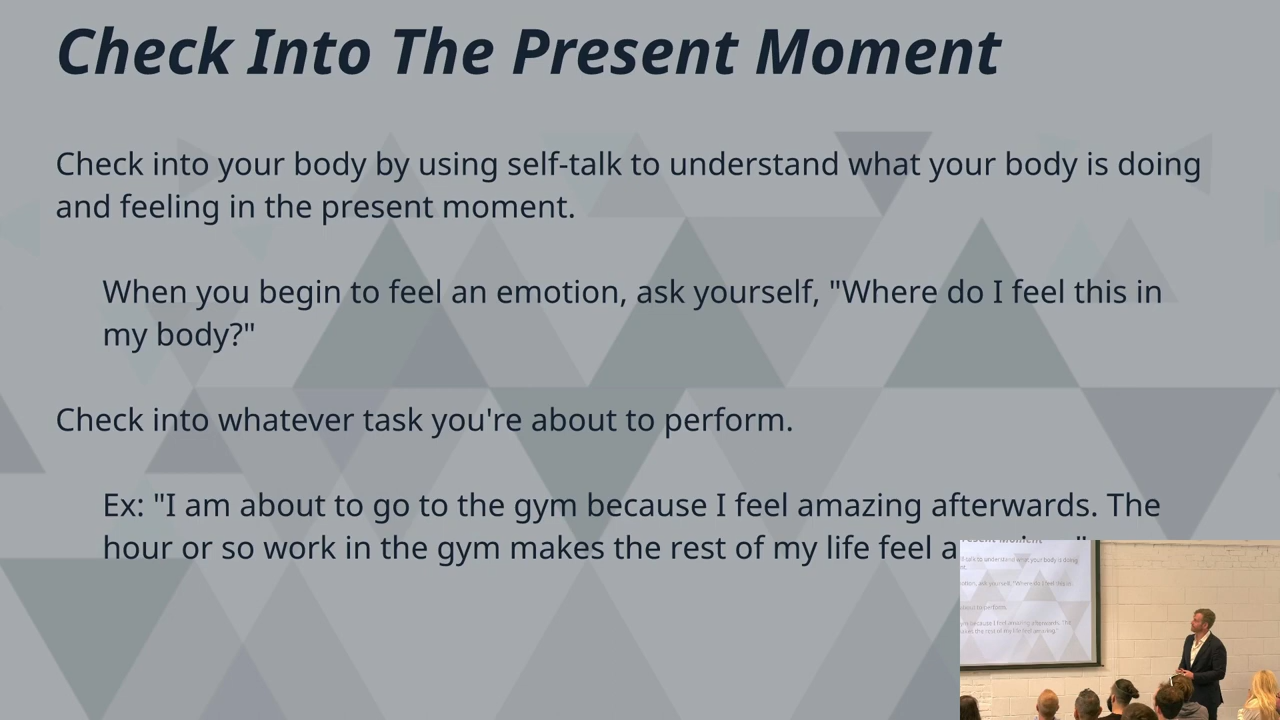 Check Into The Present Moment
Check into your body by using self-talk to understand what your body is doing
and feeling in the present moment.
When you begin to feel an emotion, ask yourself, "Where do I feel this in
my body?"
Check into whatever task you're about to perform.
Ex: "I am about to go to the gym because I feel amazing afterwards. The
hour or so work in the gym makes the rest of my life feel